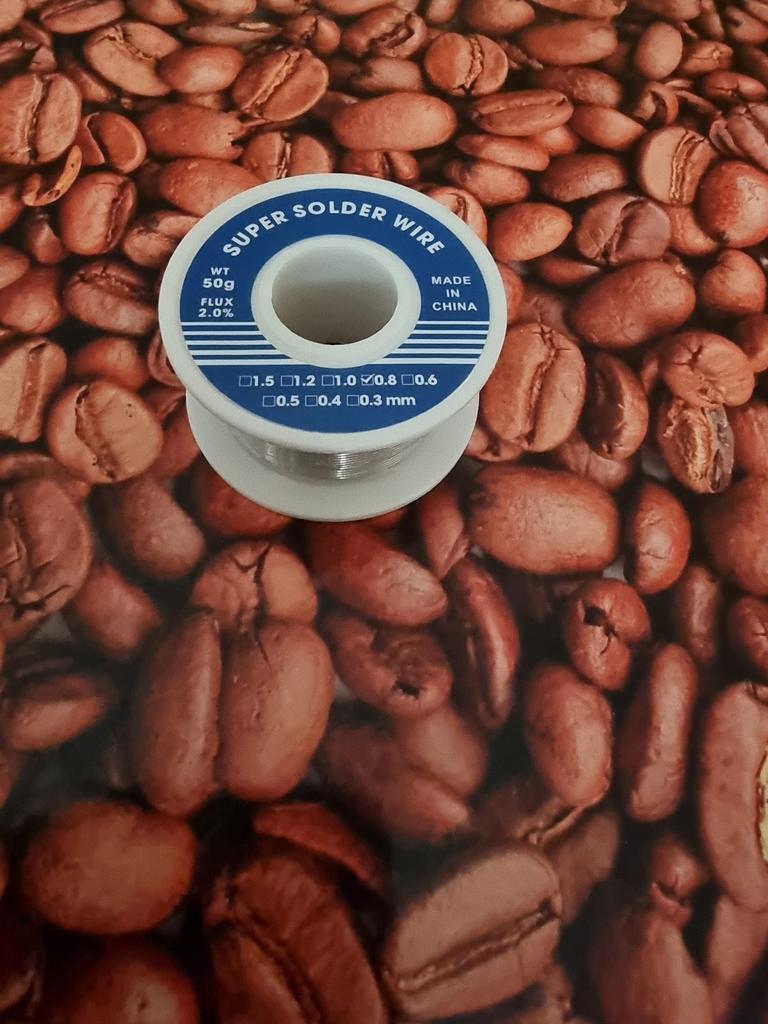 SUPER SOLDER WIRE
WT
50g
FLUX
2.0%
MADE
IN
CHINA
☐1.5 ☐1.2 ☐1.0 ☑0.8 ☐0.6
☐0.5 ☐0.4 ☐0.3 mm